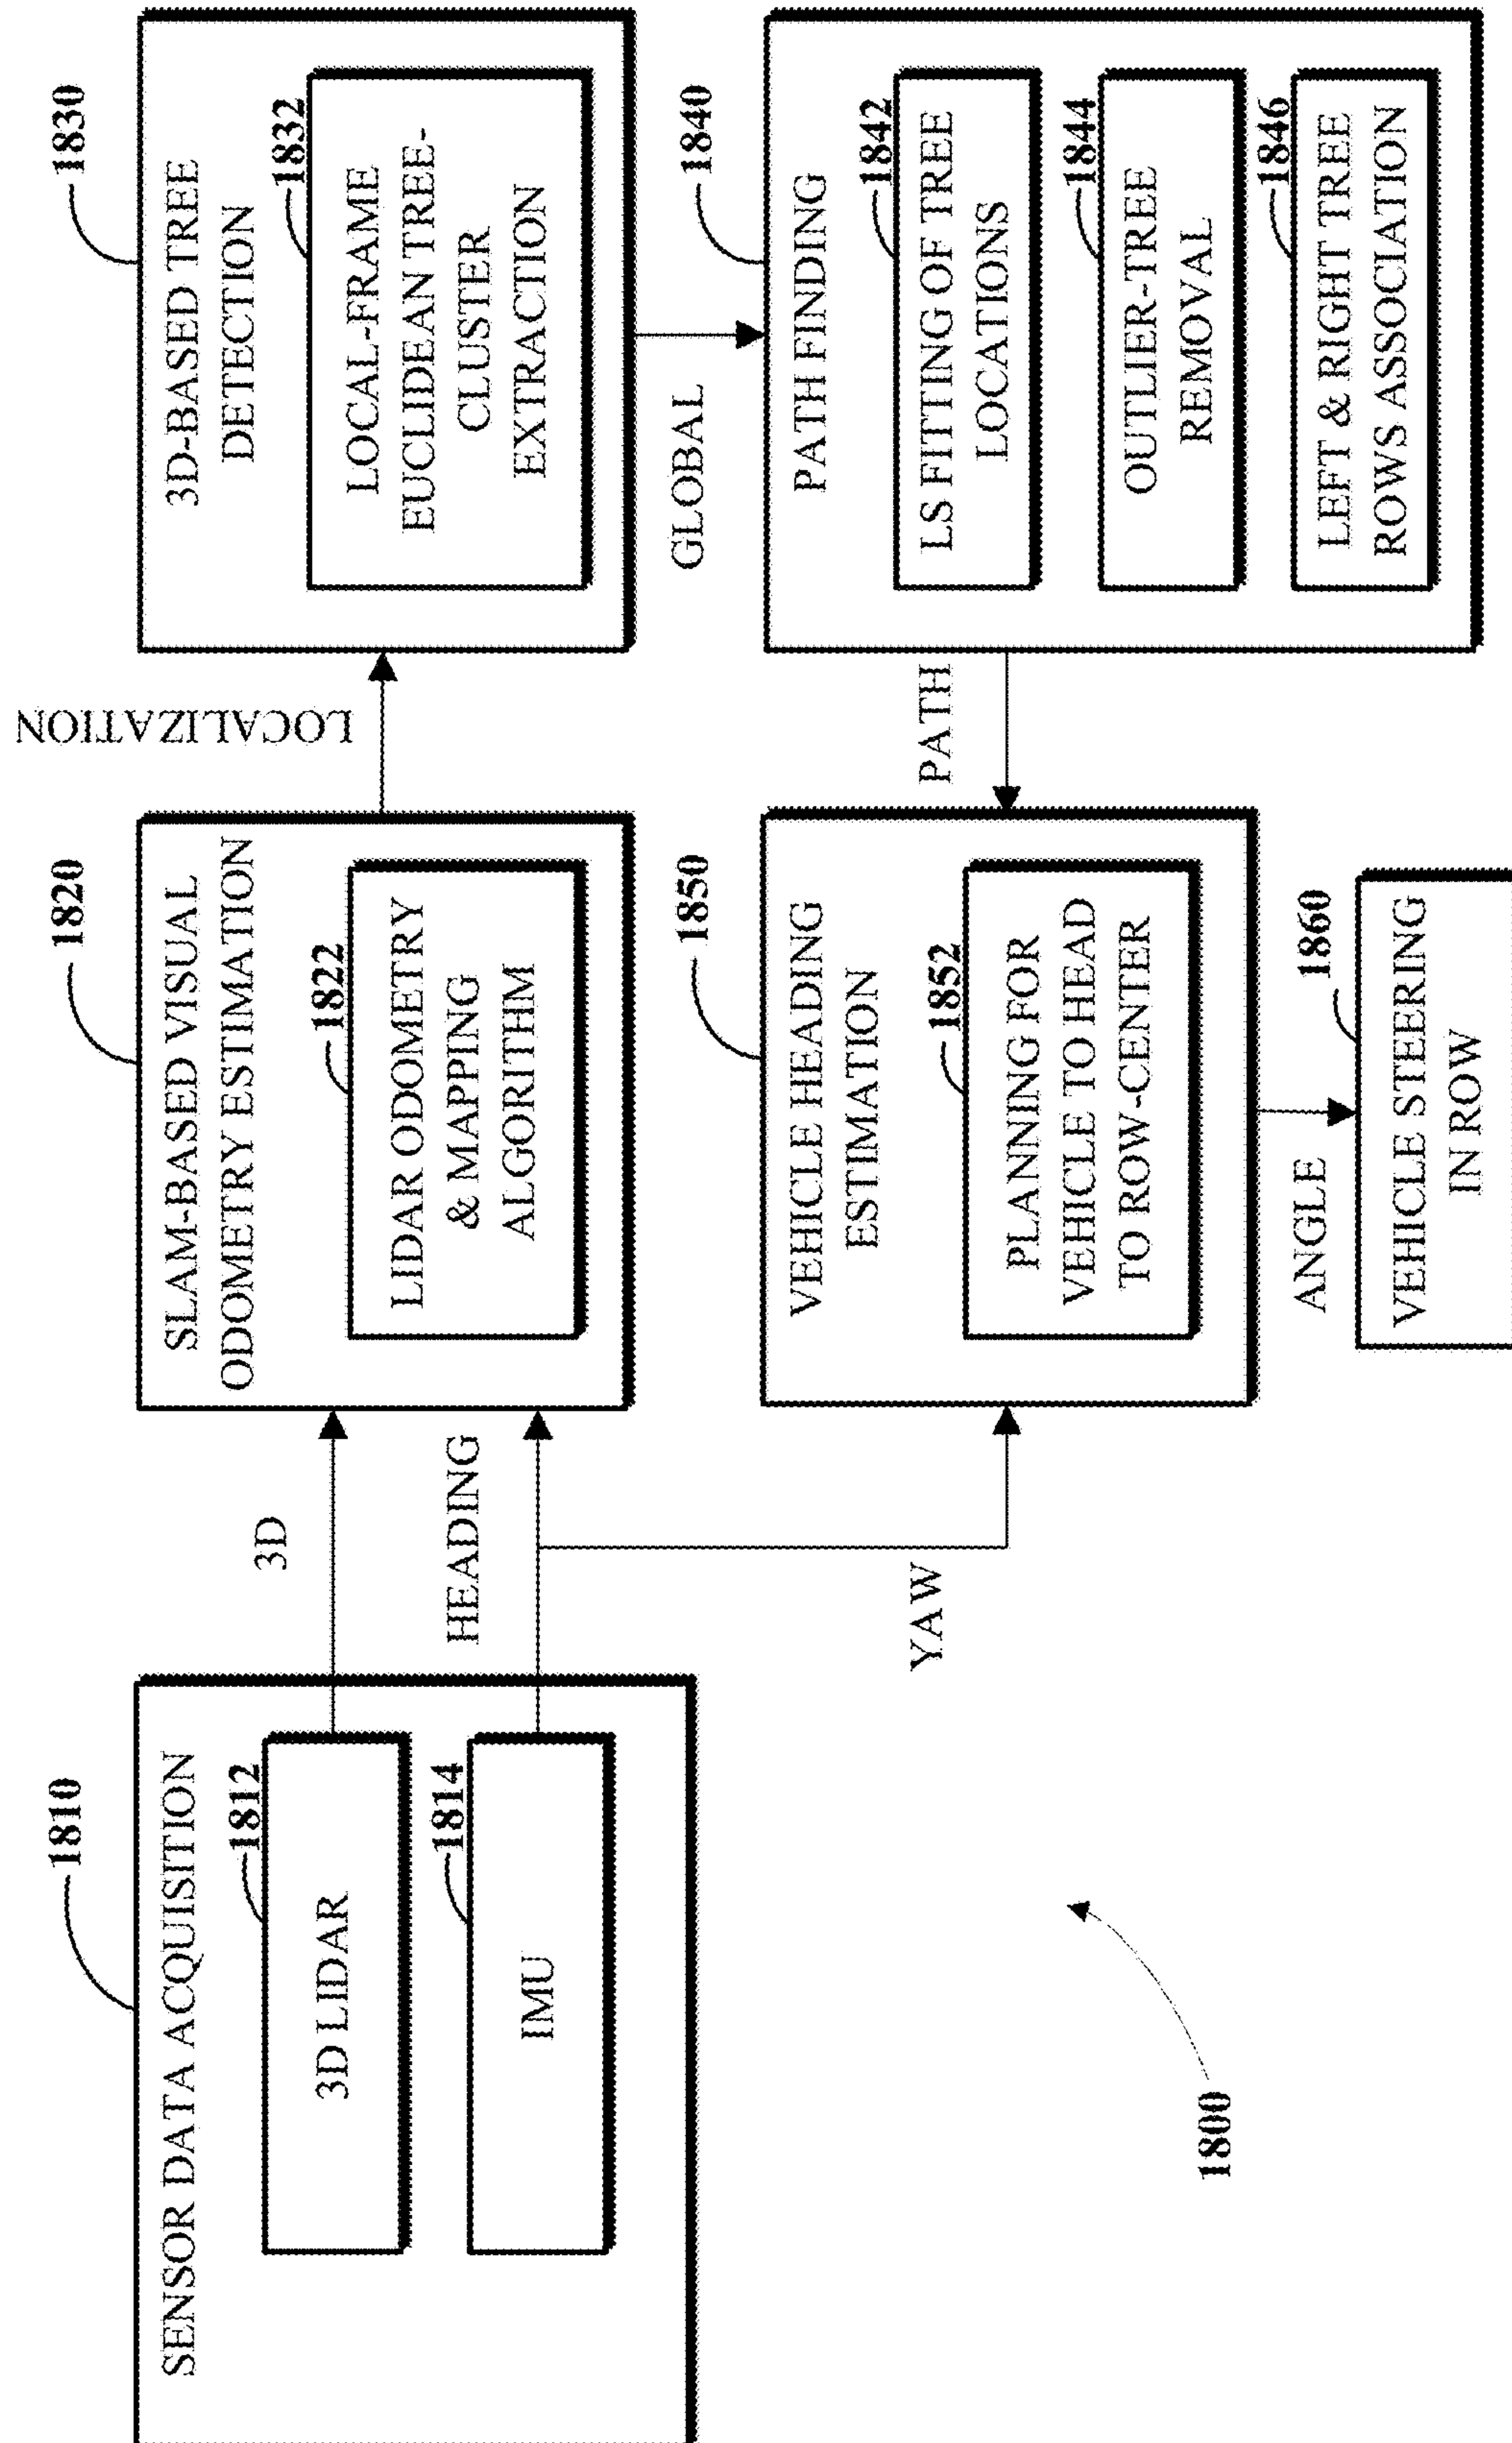 1810
SENSOR DATA ACQUISITION
1812
3D LIDAR
1814
IMU
3D
HEADING
YAW
1820
SLAM-BASED VISUAL
ODOMETRY ESTIMATION
1822
LIDAR ODOMETRY
& MAPPING
ALGORITHM
LOCALIZATION
1830
3D-BASED TREE
DETECTION
1832
LOCAL-FRAME
EUCLIDEAN TREE-
CLUSTER
EXTRACTION
GLOBAL
1840
PATH FINDING
1842
LS FITTING OF TREE
LOCATIONS
1844
OUTLIER-TREE
REMOVAL
1846
LEFT & RIGHT TREE
ROWS ASSOCIATION
PATH
1850
VEHICLE HEADING
ESTIMATION
1852
PLANNING FOR
VEHICLE TO HEAD
TO ROW-CENTER
ANGLE
1860
VEHICLE STEERING
IN ROW
1800